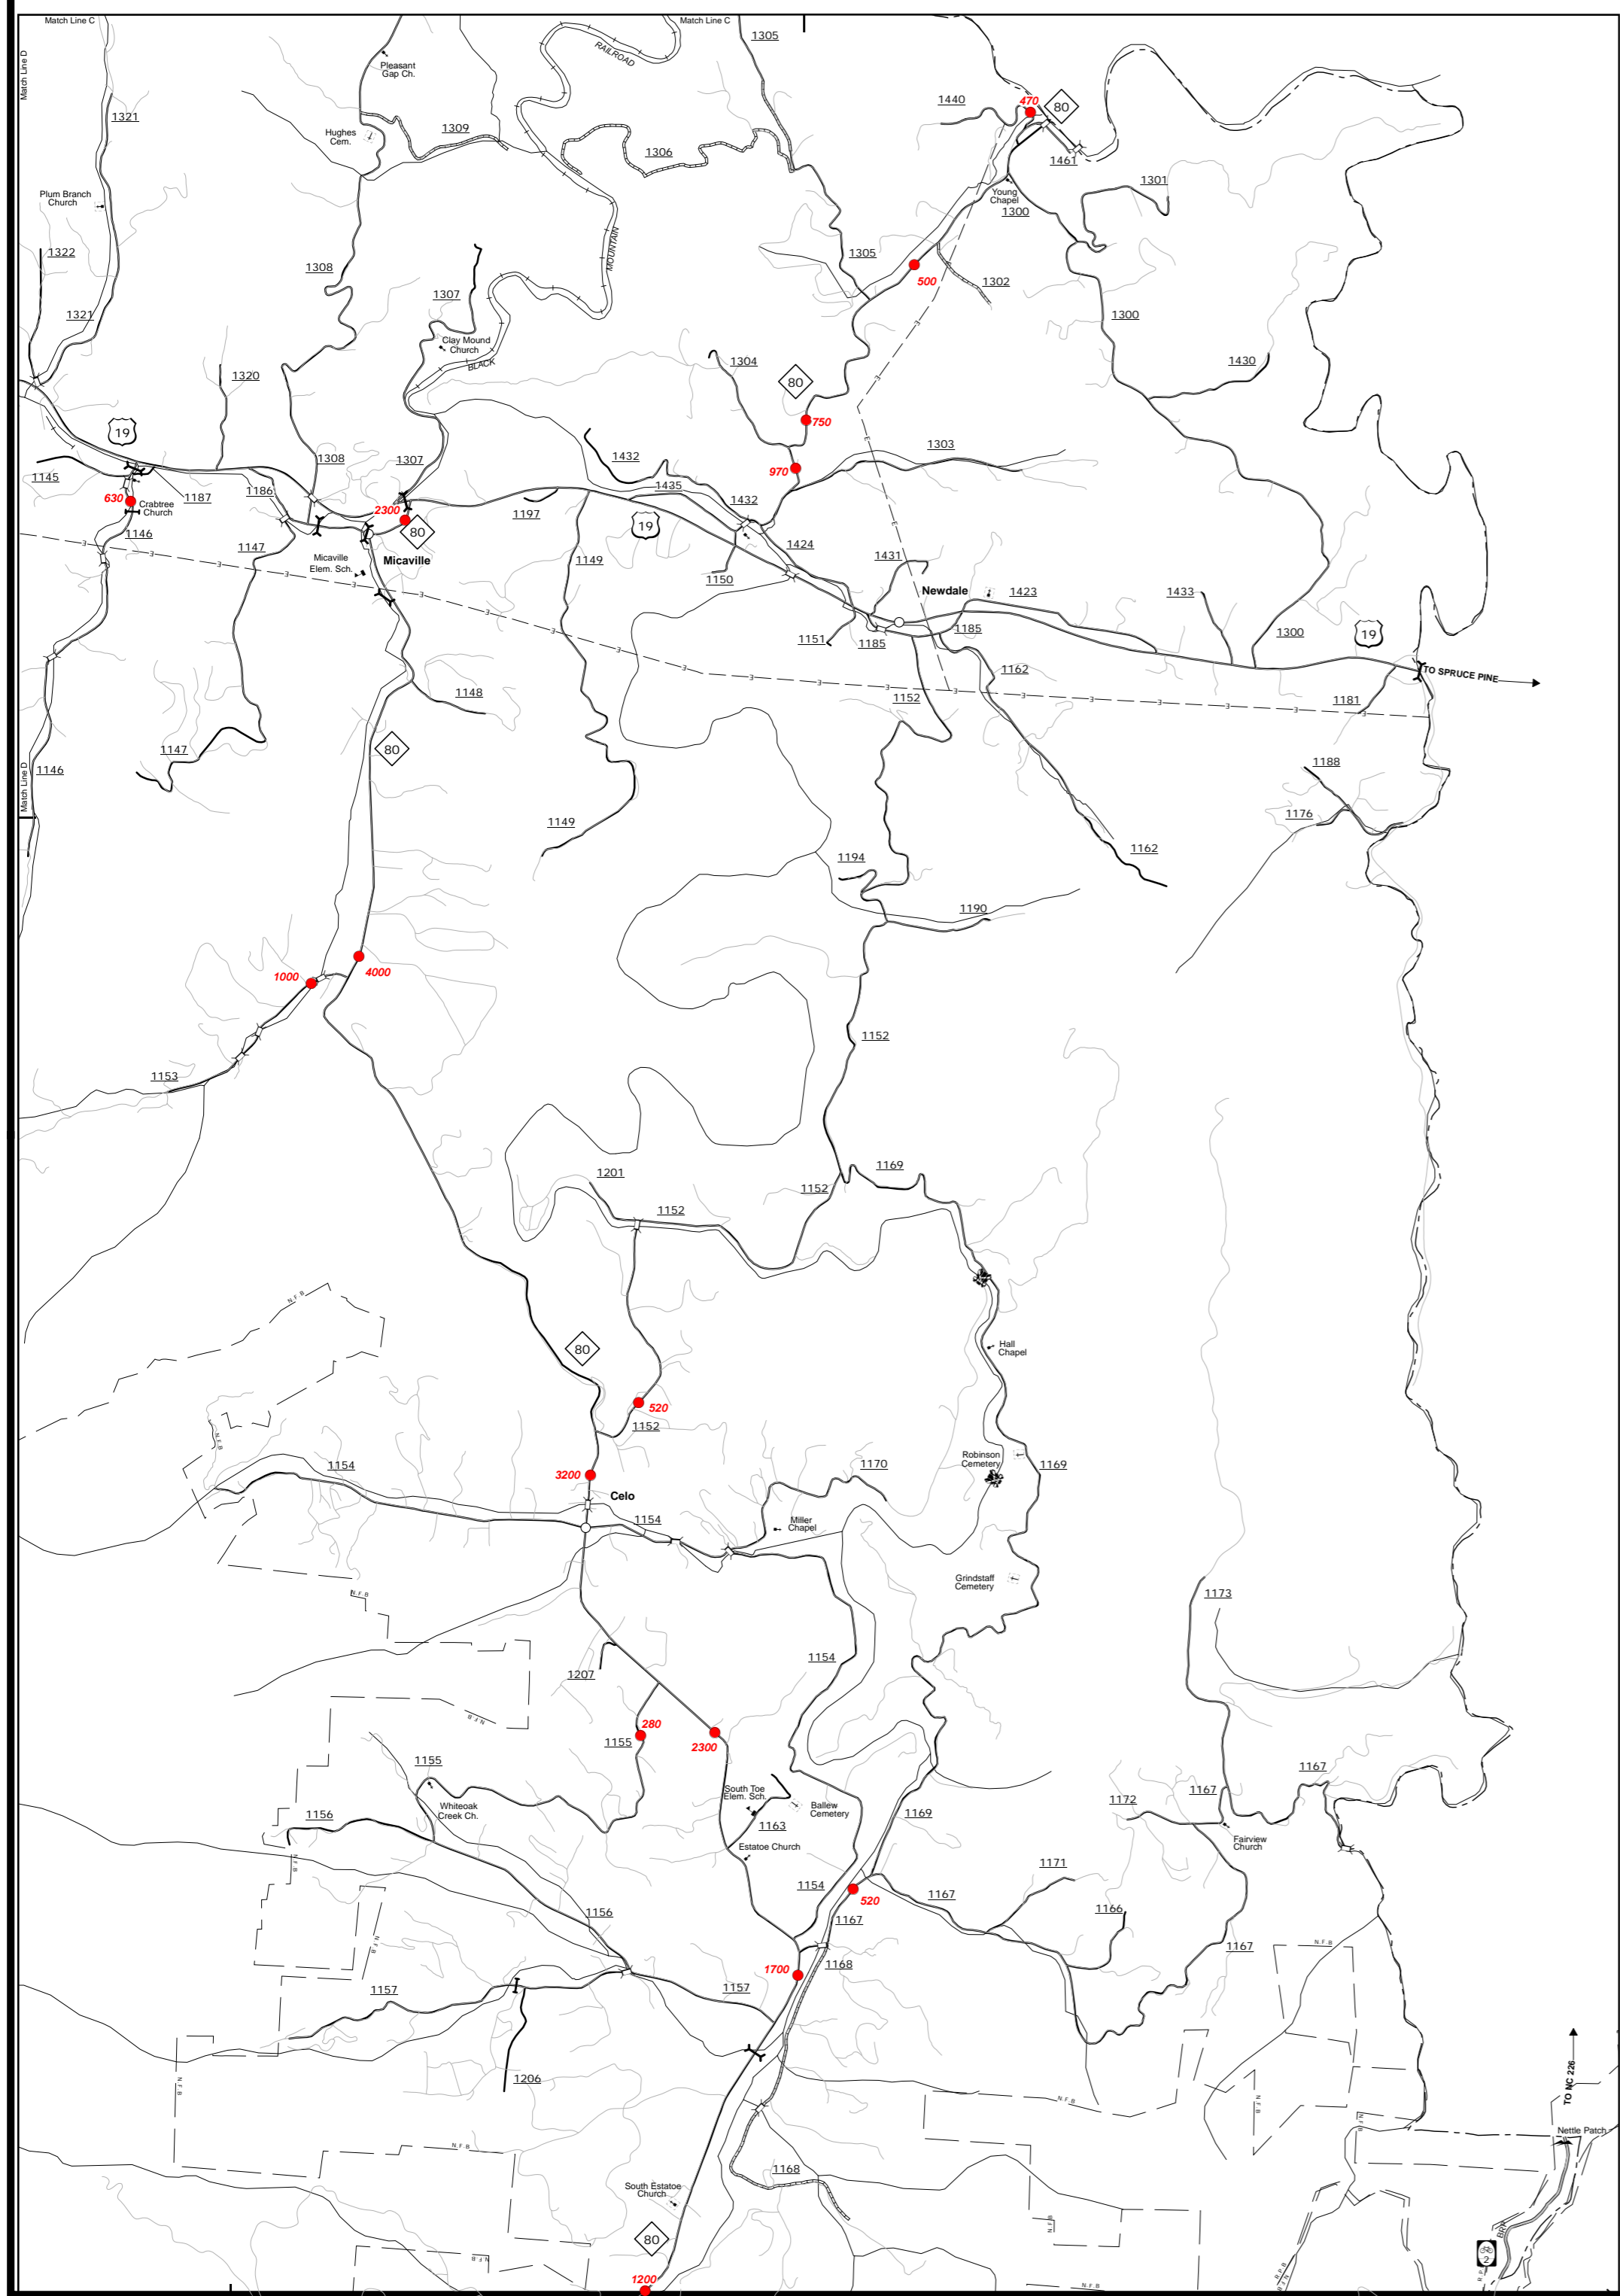 Match Line C
Match Line C
Match Line D
1305
RAILROAD
Pleasant
Gap Ch.
1321
1440
470
80
Hughes
Cem.
1309
1306
1461
1301
Plum Branch
Church
Young
Chapel
1300
1322
1308
MOUNTAIN
1305
1302
500
1307
1321
1300
Clay Mound
Church
BLACK
1304
1430
1320
80
750
19
1303
1308
1307
1432
970
1145
1187
1186
1435
1432
630
Crabtree
Church
2300
80
1197
19
1146
1424
Micaville
Elem. Sch.
Micaville
1147
1149
1150
1431
Newdale
1423
1433
1151
1185
1185
1300
19
TO SPRUCE PINE
1162
1148
1152
1181
1147
80
1146
Match Line D
1188
1176
1149
1194
1162
1190
1000
4000
1152
1153
1201
1169
1152
1152
N.F.B
80
Hall
Chapel
520
1152
N.F.B
Robinson
Cemetery
1169
1154
1170
3200
Celo
1154
Miller
Chapel
Grindstaff
Cemetery
N.F.B
1173
1154
1207
N.F.B
280
1155
2300
1155
1167
South Toe
Elem. Sch.
1167
Whiteoak
Creek Ch.
Ballew
Cemetery
1169
1172
1156
1163
Fairview
Church
Estatoe Church
N.F.B
1171
1154
520
1167
1156
1167
1166
N.F.B
1167
N.F.B
1700
1168
1157
1157
N.F.B
1206
N.F.B
N.F.B
N.F.B
TO NC 226
Nettle Patch
N.F.B
1168
South Estatoe
Church
80
N.F.B
N.F.B
BRP
2
R.P.B
N.F.B
R.P.B
1200
N.F.B